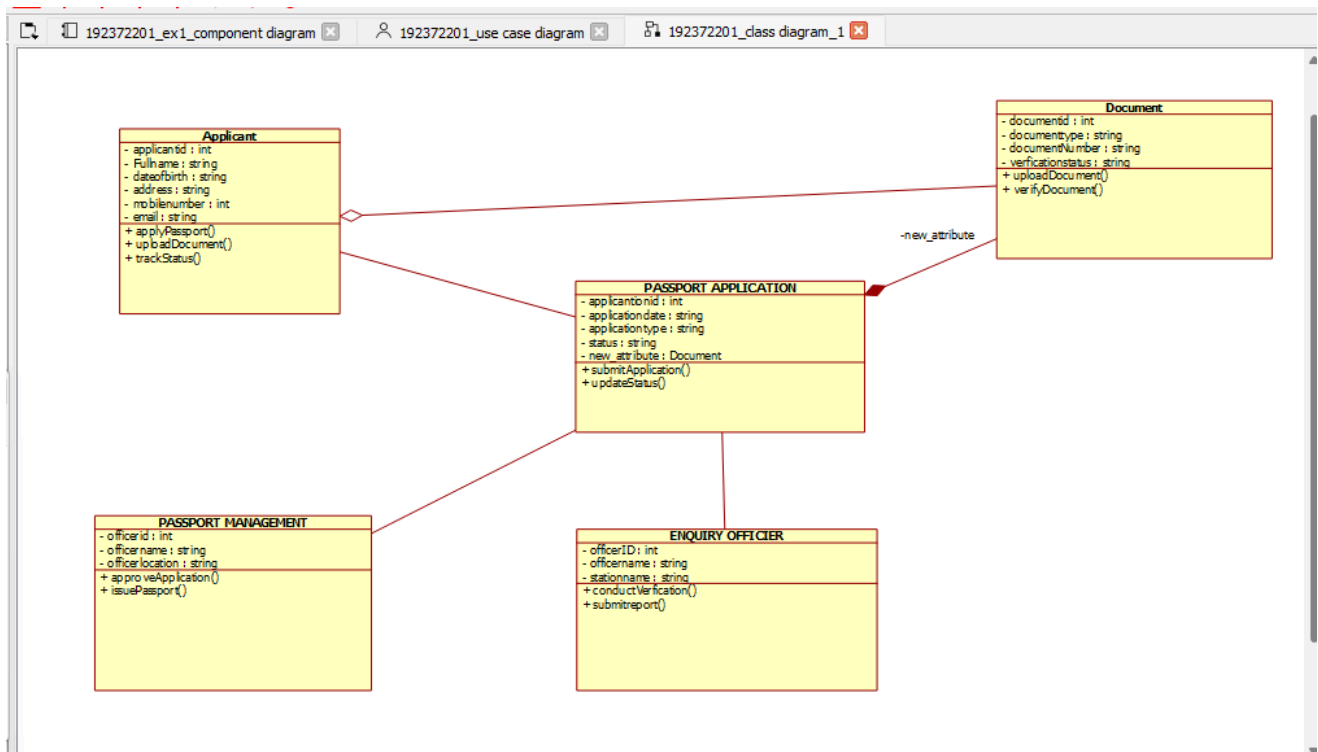 192372201_ex1_component diagram
192372201_use case diagram
192372201_class diagram_1
Applicant
- applicantid : int
- Fullname : string
- dateofbirth : string
- address : string
- mobilenumber : int
- email : string
+ applyPassport()
+ uploadDocument()
+ trackStatus()
Document
- documentid : int
- documenttype : string
- documentNumber : string
- verficationstatus : string
+ uploadDocument()
+ verifyDocument()
-new_attribute
PASSPORT APPLICATION
- applicantionid : int
- applicationdate : string
- applicationtype : string
- status : string
- new_attribute : Document
+ submitApplication()
+ updateStatus()
PASSPORT MANAGEMENT
- officerid : int
- officername : string
- officerlocation : string
+ approveApplication()
+ issuePassport()
ENQUIRY OFFICIER
- officerID : int
- officername : string
- stationname : string
+ conductVerfication()
+ submitreport()